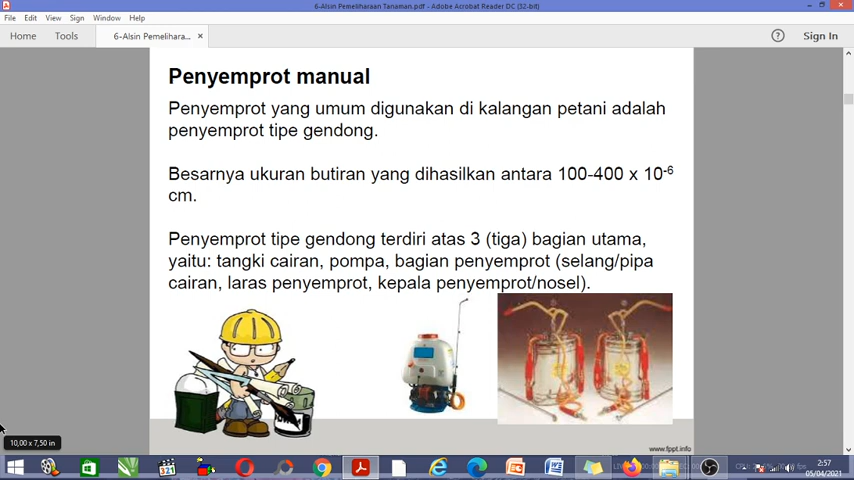 6-Alsin Pemeliharaan Tanaman.pdf - Adobe Acrobat Reader DC (32-bit)
File Edit View Sign Window Help
Home Tools 6-Alsin Pemelihara... × ? Sign In
Penyemprot manual
Penyemprot yang umum digunakan di kalangan petani adalah
penyemprot tipe gendong.
Besarnya ukuran butiran yang dihasilkan antara 100-400 x 10⁻⁶
cm.
Penyemprot tipe gendong terdiri atas 3 (tiga) bagian utama,
yaitu: tangki cairan, pompa, bagian penyemprot (selang/pipa
cairan, laras penyemprot, kepala penyemprot/nosel).
10,00 x 7,50 in
www.fppt.info
321
2:57
05/04/2021